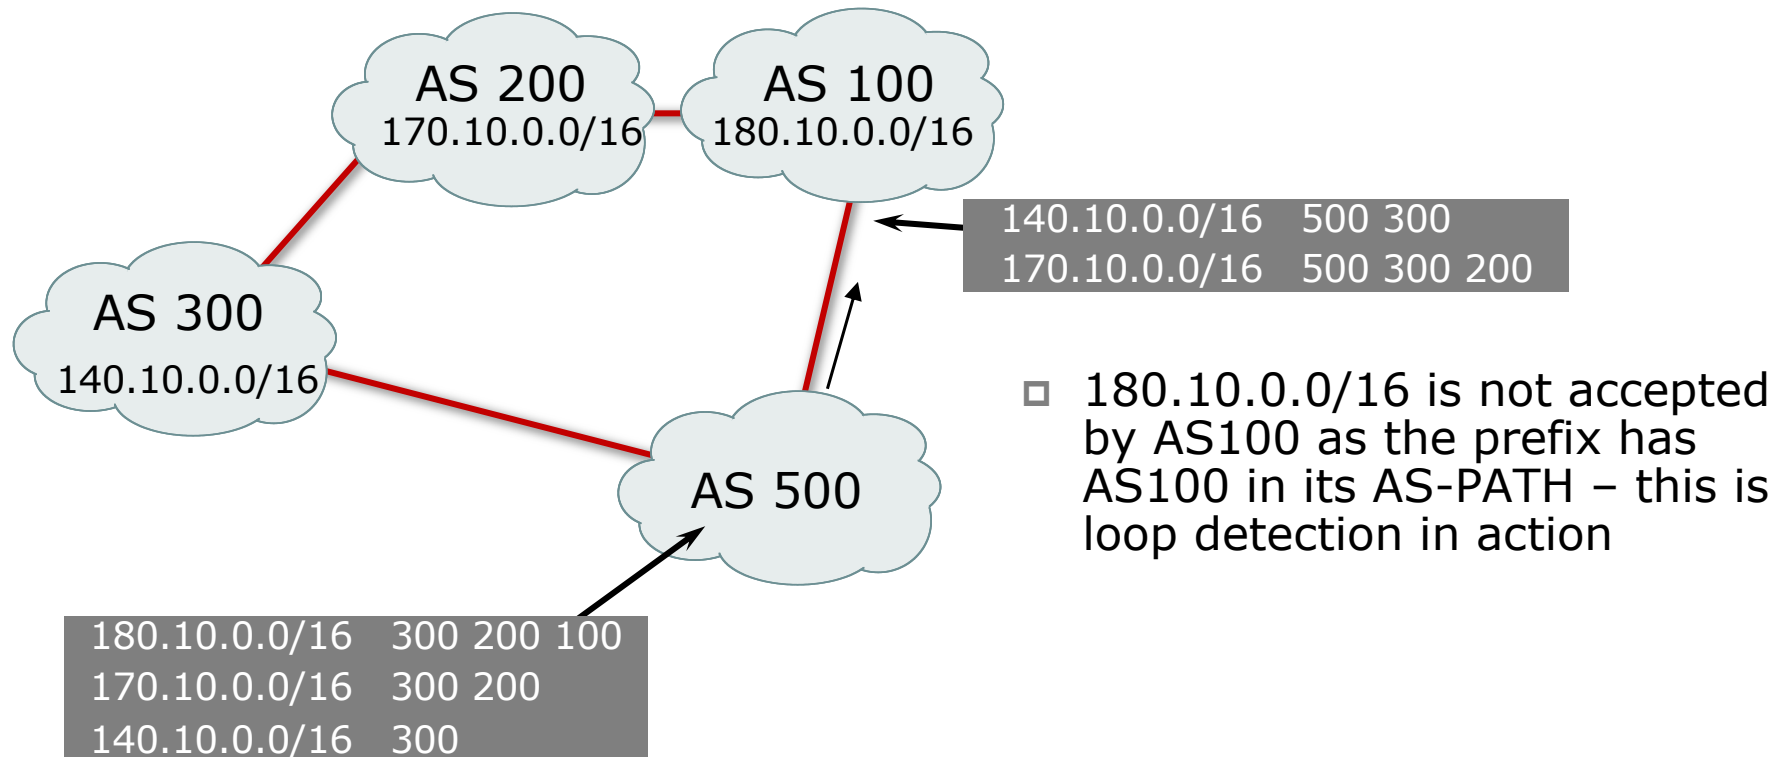 AS 200
170.10.0.0/16
AS 100
180.10.0.0/16
140.10.0.0/16 500 300
170.10.0.0/16 500 300 200
AS 300
140.10.0.0/16
180.10.0.0/16 is not accepted
by AS100 as the prefix has
AS100 in its AS-PATH – this is
loop detection in action
AS 500
180.10.0.0/16 300 200 100
170.10.0.0/16 300 200
140.10.0.0/16 300